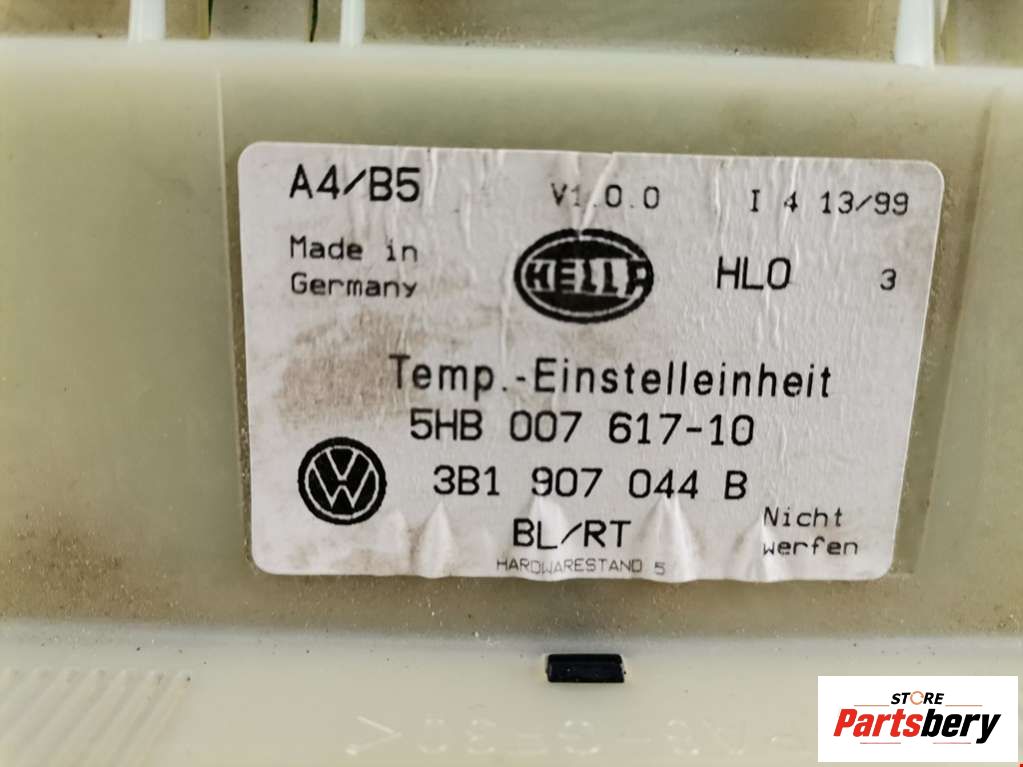 A4/B5 V1.0.0 I 4 13/99
Made in
Germany
HELLA HLO 3
Temp.-Einstelleinheit
5HB 007 617-10
3B1 907 044 B
VW
BL/RT
Nicht
werfen
HARDWARESTAND 5
STORE
Partsbery